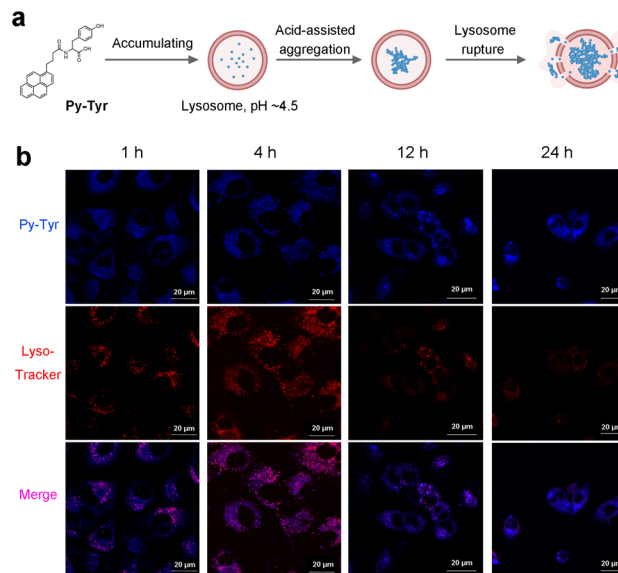 a
OH
O
N
H
OH
O
Py-Tyr
Accumulating
Lysosome, pH ~4.5
Acid-assisted
aggregation
Lysosome
rupture
b
1 h
4 h
12 h
24 h
Py-Tyr
20 μm
20 μm
20 μm
20 μm
Lyso-
Tracker
20 μm
20 μm
20 μm
20 μm
Merge
20 μm
20 μm
20 μm
20 μm